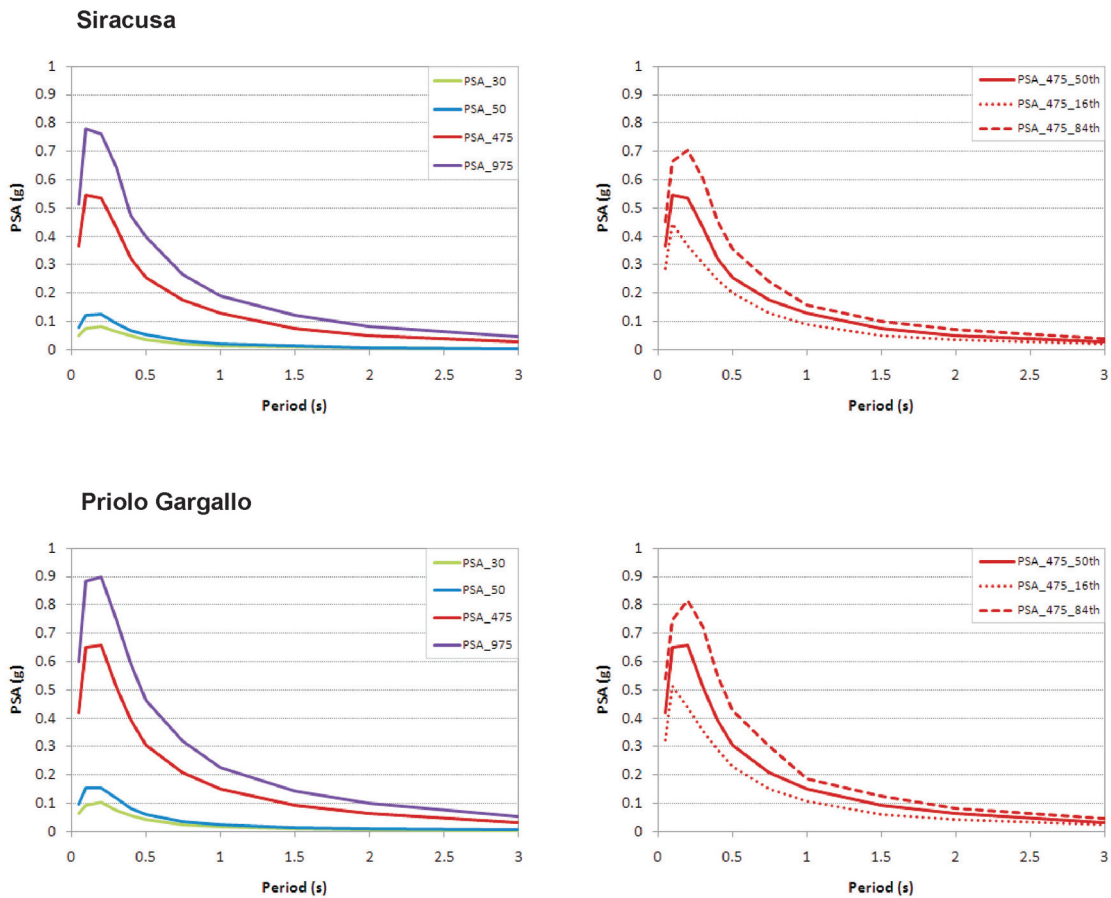 Siracusa
1
0.9
0.8
0.7
0.6
0.5
0.4
0.3
0.2
0.1
0
PSA (g)
0 0.5 1 1.5 2 2.5 3
Period (s)
PSA_30
PSA_50
PSA_475
PSA_975
1
0.9
0.8
0.7
0.6
0.5
0.4
0.3
0.2
0.1
0
PSA (g)
0 0.5 1 1.5 2 2.5 3
Period (s)
PSA_475_50th
PSA_475_16th
PSA_475_84th
Priolo Gargallo
1
0.9
0.8
0.7
0.6
0.5
0.4
0.3
0.2
0.1
0
PSA (g)
0 0.5 1 1.5 2 2.5 3
Period (s)
PSA_30
PSA_50
PSA_475
PSA_975
1
0.9
0.8
0.7
0.6
0.5
0.4
0.3
0.2
0.1
0
PSA (g)
0 0.5 1 1.5 2 2.5 3
Period (s)
PSA_475_50th
PSA_475_16th
PSA_475_84th